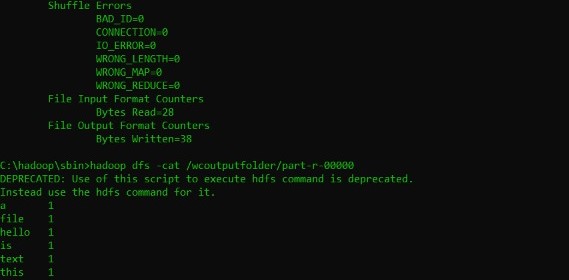 Shuffle Errors
BAD_ID=0
CONNECTION=0
IO_ERROR=0
WRONG_LENGTH=0
WRONG_MAP=0
WRONG_REDUCE=0
File Input Format Counters
Bytes Read=28
File Output Format Counters
Bytes Written=38
C:\hadoop\sbin>hadoop dfs -cat /wcoutputfolder/part-r-00000
DEPRECATED: Use of this script to execute hdfs command is deprecated.
Instead use the hdfs command for it.
a 1
file 1
hello 1
is 1
text 1
this 1